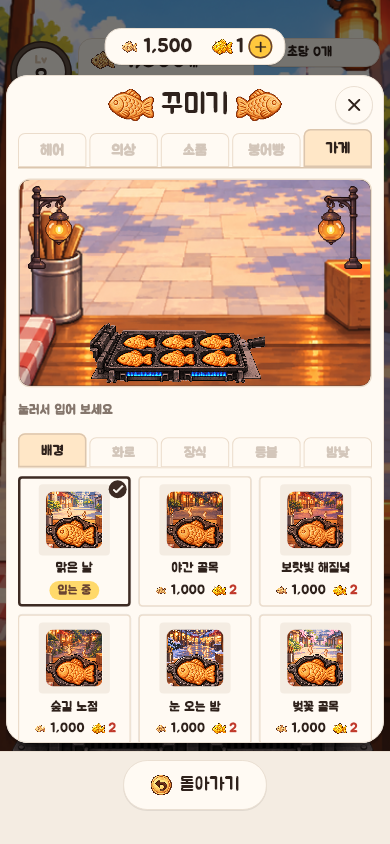 1,500 1 +
초당 0개
Lv
꾸미기
헤어 의상 소품 붕어빵 가게
눌러서 입어 보세요
배경 화로 장식 등불 밤낮
맑은 날 야간 골목 보랏빛 해질녘
입는 중 1,000 2 1,000 2
숲길 노점 눈 오는 밤 벚꽃 골목
1,000 2 1,000 2 1,000 2
돌아가기